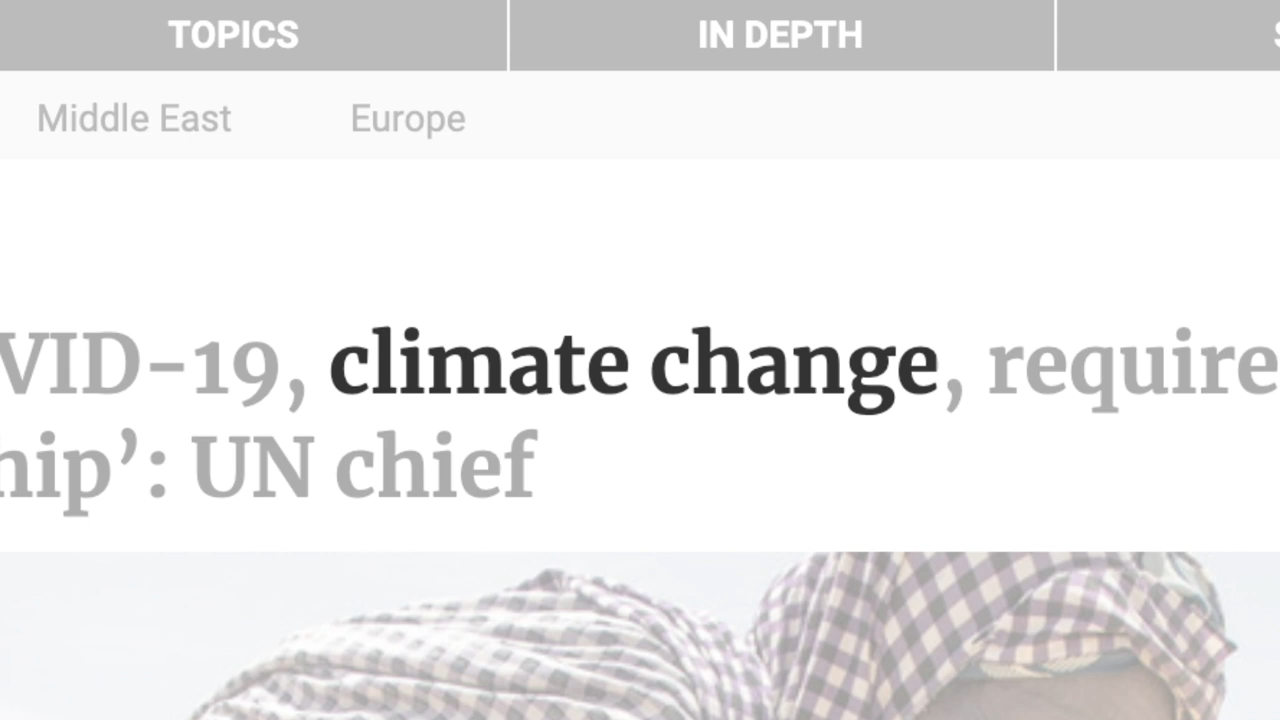 TOPICS IN DEPTH
Middle East Europe
VID-19, climate change, require
hip’: UN chief